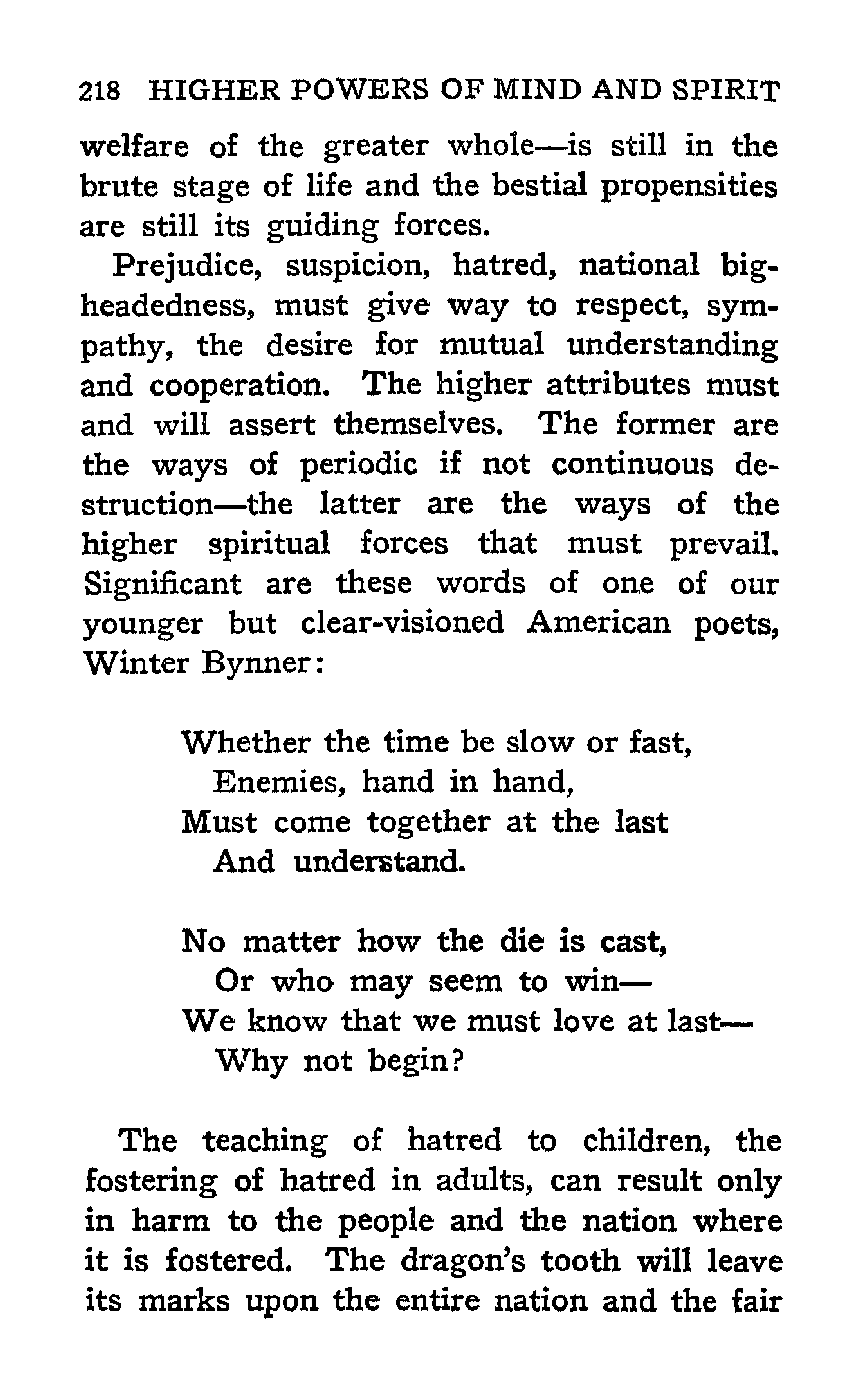 218 HIGHER POWERS OF MIND AND SPIRIT
welfare of the greater whole—is still in the
brute stage of life and the bestial propensities
are still its guiding forces.
Prejudice, suspicion, hatred, national big-
headedness, must give way to respect, sym-
pathy, the desire for mutual understanding
and cooperation. The higher attributes must
and will assert themselves. The former are
the ways of periodic if not continuous de-
struction—the latter are the ways of the
higher spiritual forces that must prevail.
Significant are these words of one of our
younger but clear-visioned American poets,
Winter Bynner:
Whether the time be slow or fast,
Enemies, hand in hand,
Must come together at the last
And understand.
No matter how the die is cast,
Or who may seem to win—
We know that we must love at last—
Why not begin?
The teaching of hatred to children, the
fostering of hatred in adults, can result only
in harm to the people and the nation where
it is fostered. The dragon's tooth will leave
its marks upon the entire nation and the fair